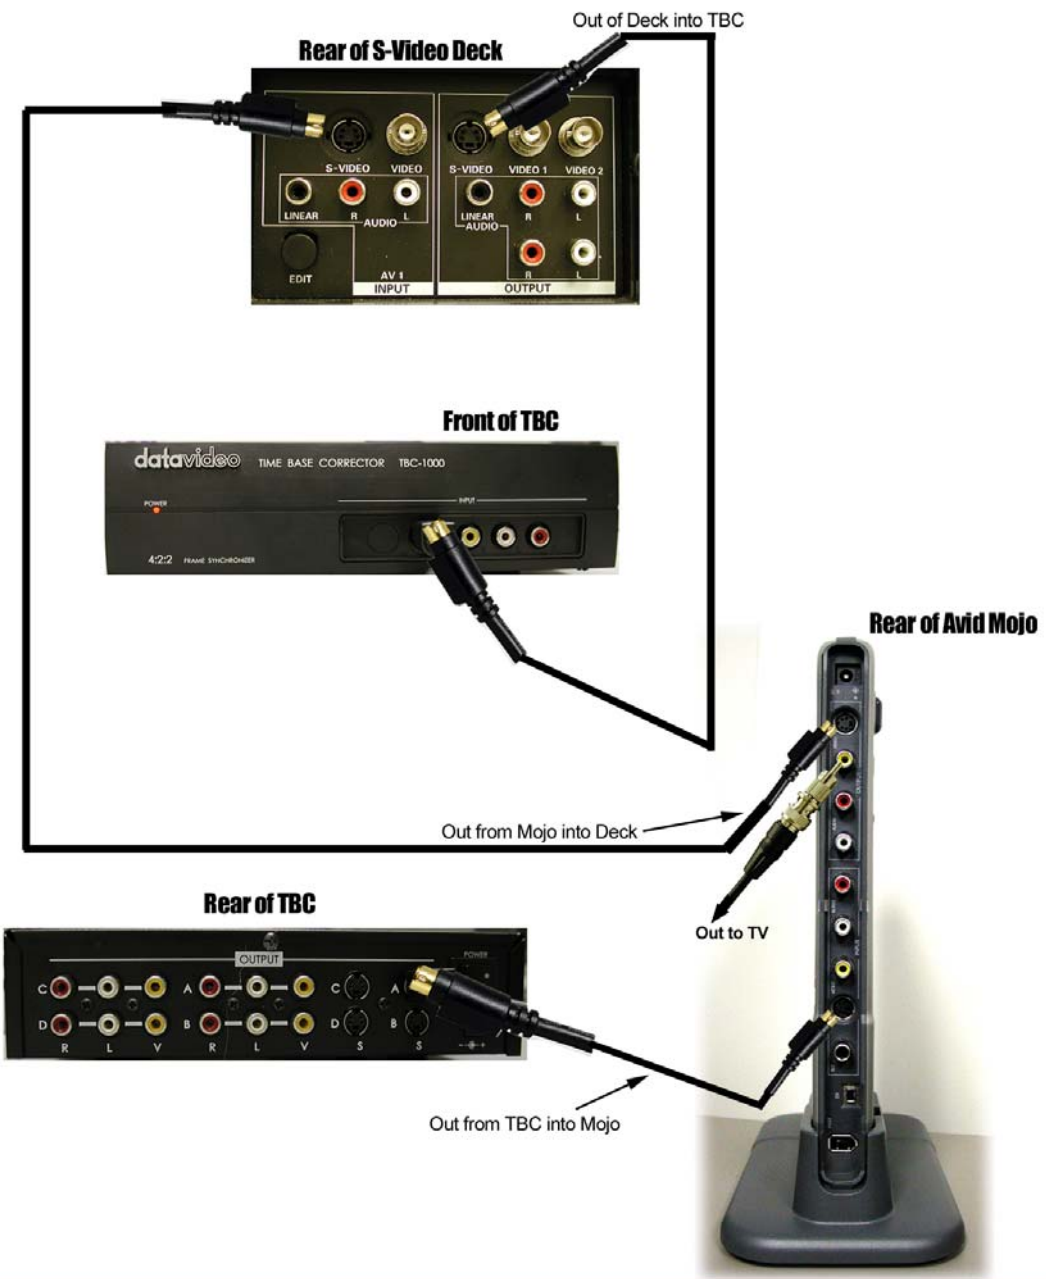 Out of Deck into TBC
Rear of S-Video Deck
S-VIDEO VIDEO S-VIDEO VIDEO 1 VIDEO 2
LINEAR R L LINEAR R L
AUDIO AUDIO
EDIT R L
AV 1
INPUT OUTPUT
Front of TBC
datavideo TIME BASE CORRECTOR TBC-1000
POWER INPUT
4:2:2 FRAME SYNCHRONIZER
Rear of Avid Mojo
OUTPUT
Out from Mojo into Deck
Rear of TBC
Out to TV
OUTPUT POWER
INPUT
C A C A
D B D B
R L V R L V S S
Out from TBC into Mojo